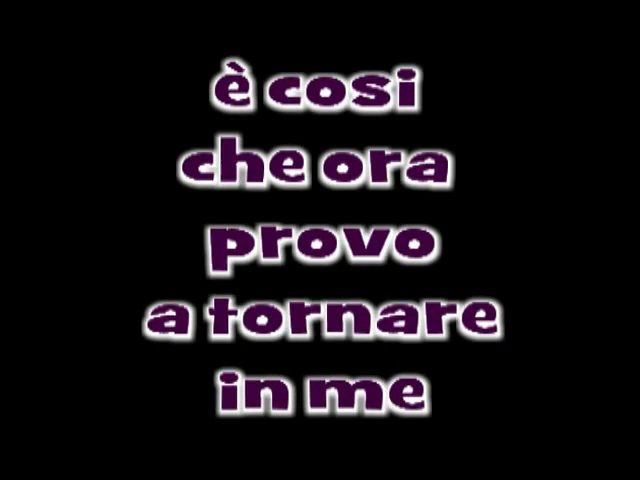 è cosi
che ora
provo
a tornare
in me